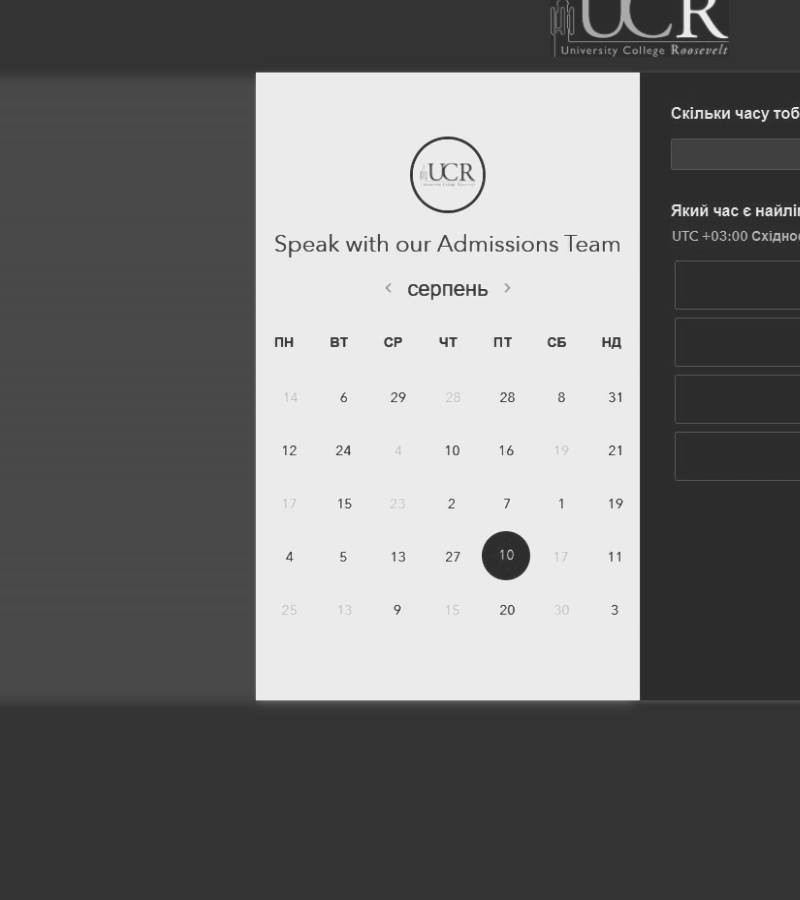 UCR
University College Roosevelt
UCR
University College Roosevelt
Speak with our Admissions Team
серпень
ПН ВТ СР ЧТ ПТ СБ НД
14 6 29 28 28 8 31
12 24 4 10 16 19 21
17 15 23 2 7 1 19
4 5 13 27 10 17 11
25 13 9 15 20 30 3
Скільки часу тоб
Який час є найлі
UTC +03:00 Східно